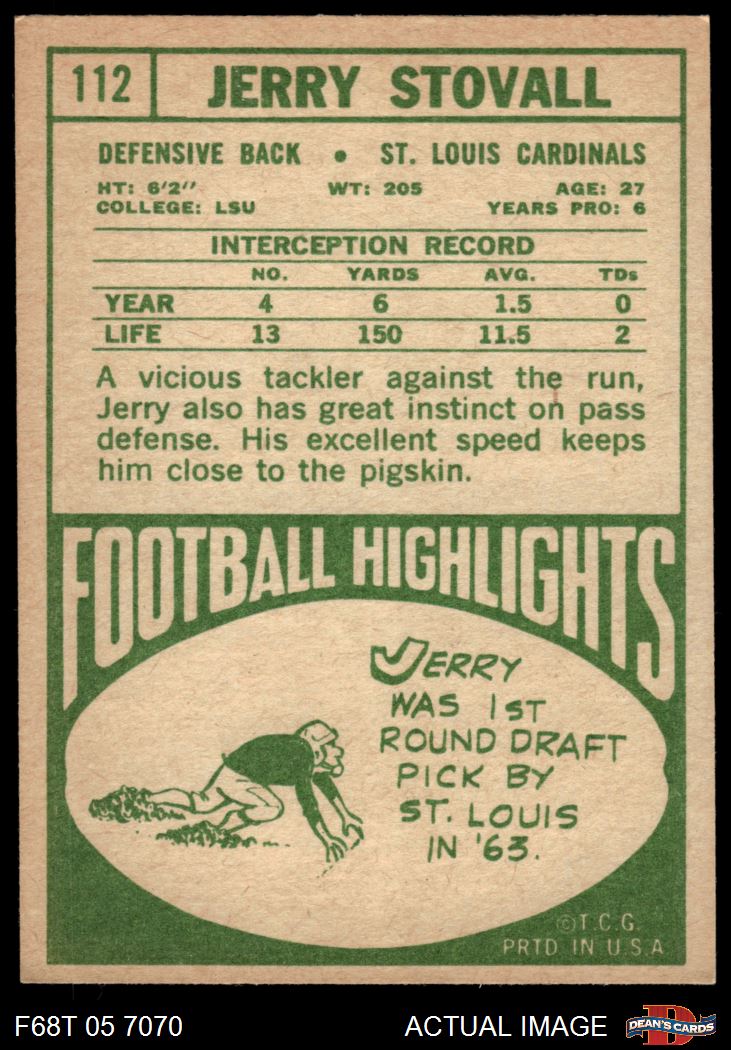 112 JERRY STOVALL
DEFENSIVE BACK • ST. LOUIS CARDINALS
HT: 6'2" WT: 205 AGE: 27
COLLEGE: LSU YEARS PRO: 6
INTERCEPTION RECORD
NO. YARDS AVG. TDs
YEAR 4 6 1.5 0
LIFE 13 150 11.5 2
A vicious tackler against the run,
Jerry also has great instinct on pass
defense. His excellent speed keeps
him close to the pigskin.
FOOTBALL HIGHLIGHTS
JERRY
WAS 1ST
ROUND DRAFT
PICK BY
ST. LOUIS
IN '63.
©T.C.G.
PRTD IN U.S.A
F68T 05 7070 ACTUAL IMAGE DEAN'S CARDS